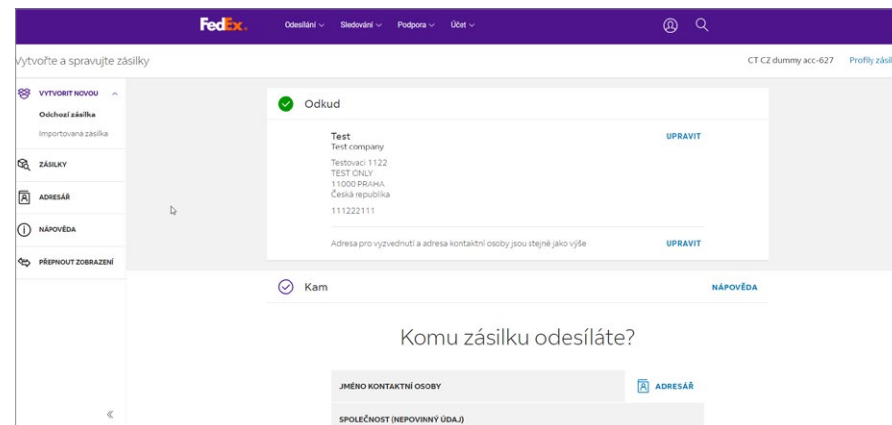 FedEx. Odesílání Sledování Podpora Účet
Vytvořte a spravujte zásilky
CT CZ dummy acc-627 Profily zásil
VYTVORIT NOVOU
Odchozí zásilka
Importovaná zásilka
ZÁSILKY
ADRESÁŘ
NÁPOVĚDA
PŘEPNOUT ZOBRAZENÍ
Odkud
Test UPRAVIT
Test company
Testovaci 1122
TEST ONLY
11000 PRAHA
Česká republika
111222111
Adresa pro vyzvednutí a adresa kontaktní osoby jsou stejné jako výše UPRAVIT
Kam NÁPOVĚDA
Komu zásilku odesíláte?
JMÉNO KONTAKTNÍ OSOBY ADRESÁŘ
SPOLEČNOST (NEPOVINNÝ ÚDAJ)